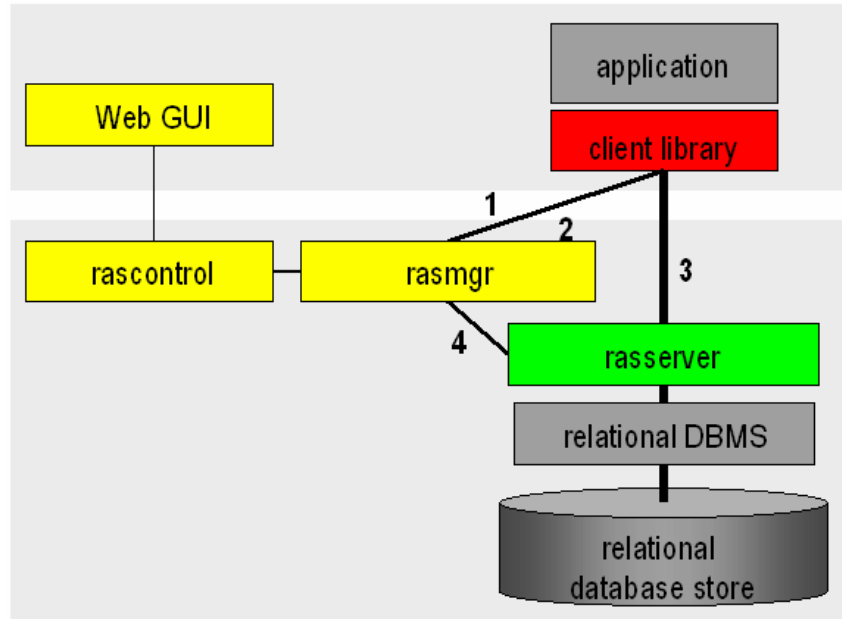 application
Web GUI
client library
1
2
rascontrol
rasmgr
3
4
rasserver
relational DBMS
relational
database store